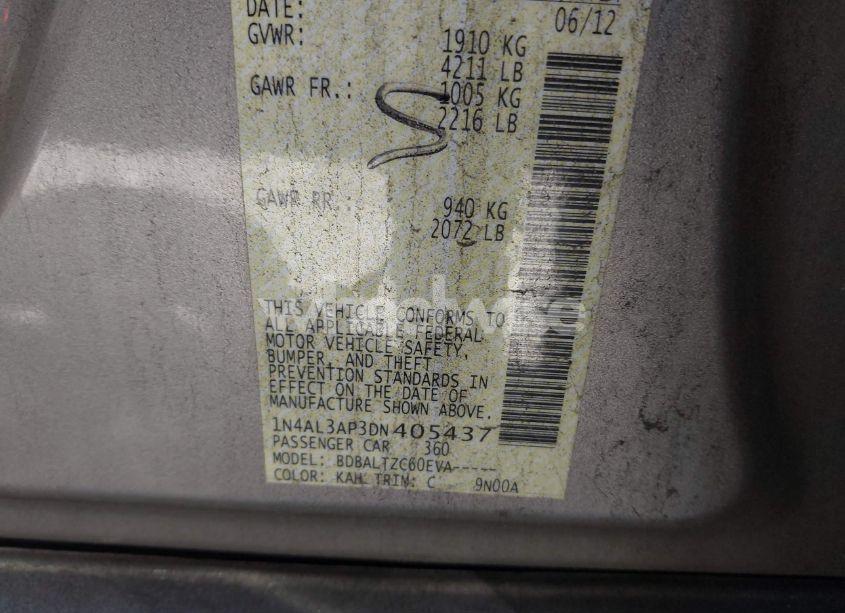 DATE: 06/12
GVWR: 1910 KG
4211 LB
GAWR FR.: 1005 KG
2216 LB
GAWR RR.: 940 KG
2072 LB
THIS VEHICLE CONFORMS TO
ALL APPLICABLE FEDERAL
MOTOR VEHICLE SAFETY,
BUMPER, AND THEFT
PREVENTION STANDARDS IN
EFFECT ON THE DATE OF
MANUFACTURE SHOWN ABOVE.
1N4AL3AP3DN405437
PASSENGER CAR 360
MODEL: BDBALTZC60EVA-----
COLOR: KAH TRIM: C 9N00A